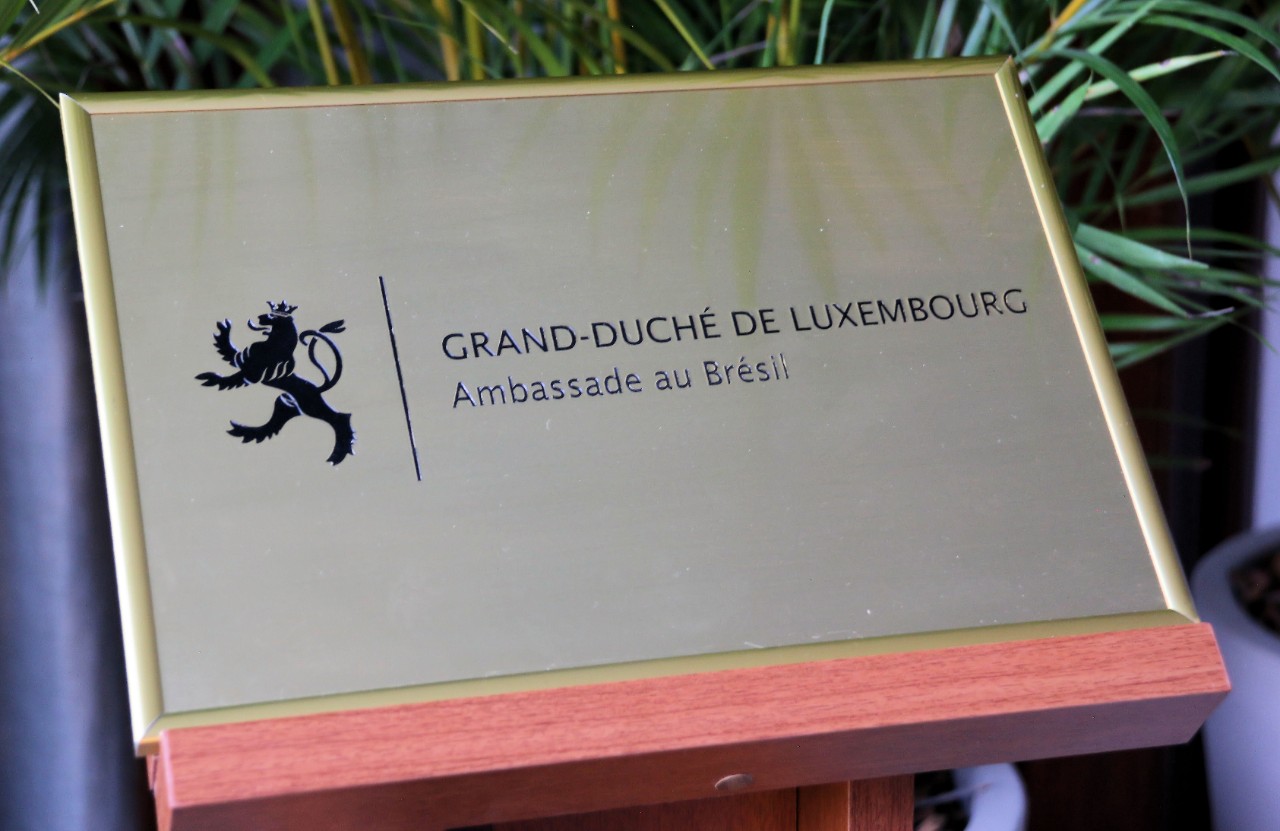 GRAND-DUCHÉ DE LUXEMBOURG
Ambassade au Brésil